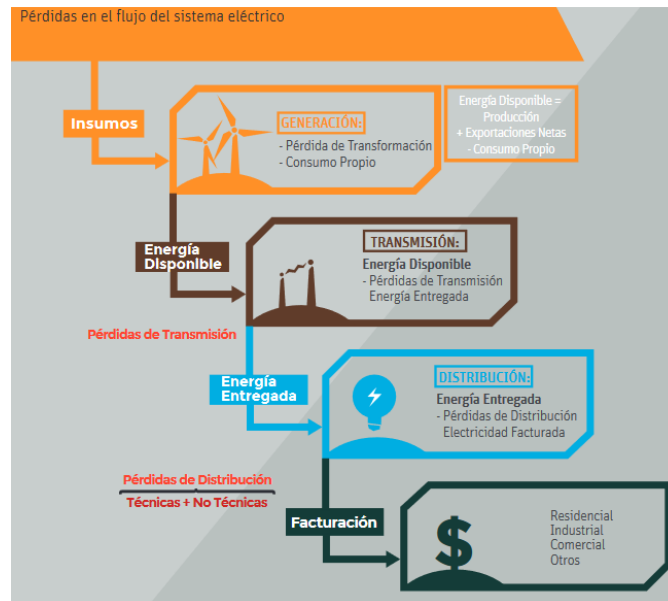 Pérdidas en el flujo del sistema eléctrico
Insumos
GENERACIÓN:
- Pérdida de Transformación
- Consumo Propio
Energía Disponible =
Producción
+ Exportaciones Netas
- Consumo Propio
Energía
Disponible
TRANSMISIÓN:
Energía Disponible
- Pérdidas de Transmisión
Energía Entregada
Pérdidas de Transmisión
Energía
Entregada
DISTRIBUCIÓN:
Energía Entregada
- Pérdidas de Distribución
Electricidad Facturada
Pérdidas de Distribución
Técnicas + No Técnicas
Facturación
$
Residencial
Industrial
Comercial
Otros